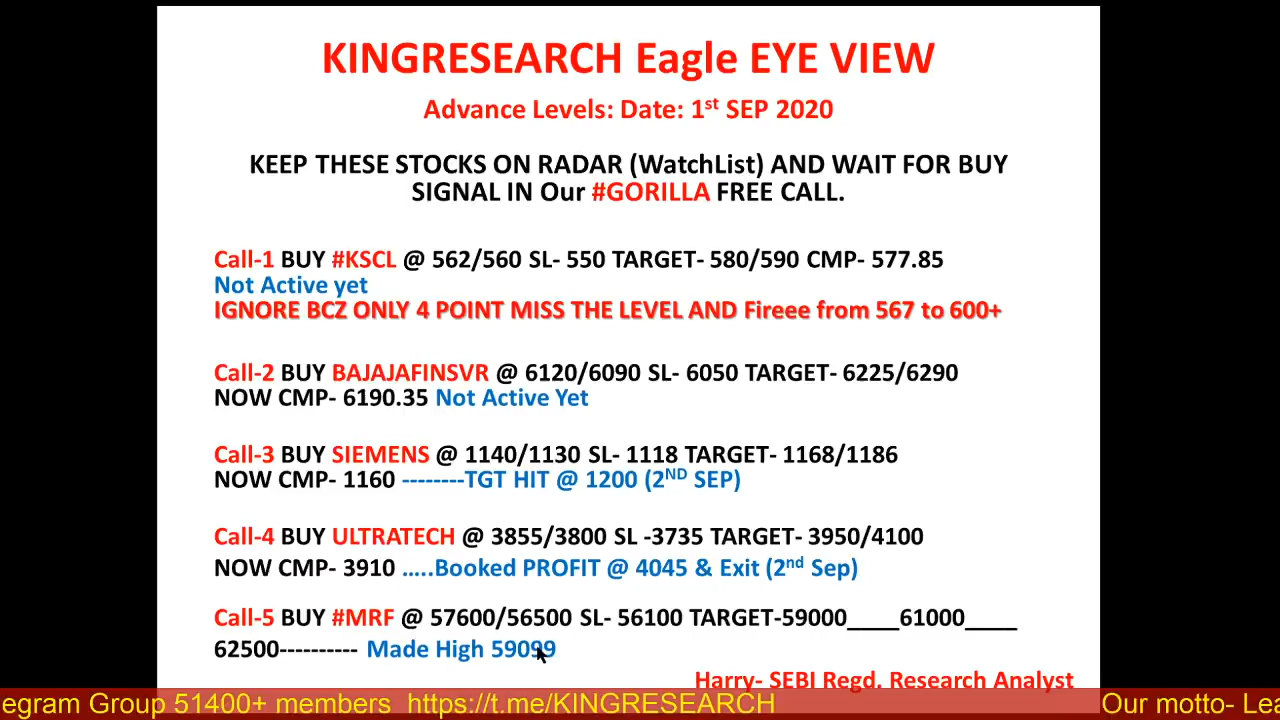 KINGRESEARCH Eagle EYE VIEW
Advance Levels: Date: 1st SEP 2020
KEEP THESE STOCKS ON RADAR (WatchList) AND WAIT FOR BUY
SIGNAL IN Our #GORILLA FREE CALL.
Call-1 BUY #KSCL @ 562/560 SL- 550 TARGET- 580/590 CMP- 577.85
Not Active yet
IGNORE BCZ ONLY 4 POINT MISS THE LEVEL AND Fireee from 567 to 600+
Call-2 BUY BAJAJAFINSVR @ 6120/6090 SL- 6050 TARGET- 6225/6290
NOW CMP- 6190.35 Not Active Yet
Call-3 BUY SIEMENS @ 1140/1130 SL- 1118 TARGET- 1168/1186
NOW CMP- 1160 --------TGT HIT @ 1200 (2ND SEP)
Call-4 BUY ULTRATECH @ 3855/3800 SL -3735 TARGET- 3950/4100
NOW CMP- 3910 .....Booked PROFIT @ 4045 & Exit (2nd Sep)
Call-5 BUY #MRF @ 57600/56500 SL- 56100 TARGET-59000____61000____
62500---------- Made High 59099
Harry- SEBI Regd. Research Analyst
egram Group 51400+ members https://t.me/KINGRESEARCH Our motto- Lea